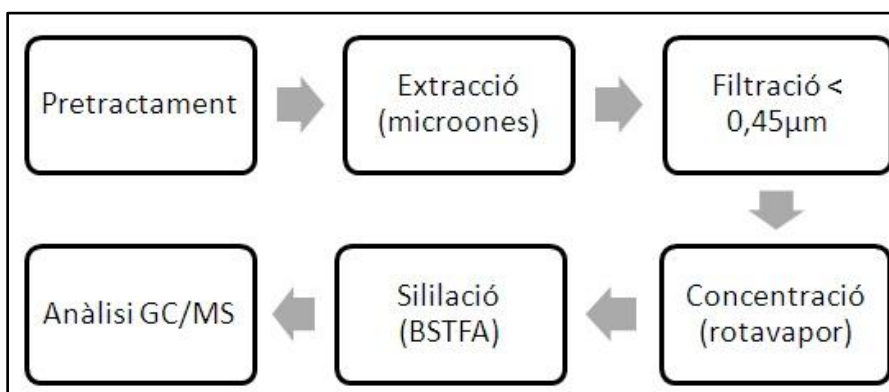 Pretractament
Extracció
(microones)
Filtració <
0,45µm
Concentració
(rotavapor)
Sililació
(BSTFA)
Anàlisi GC/MS